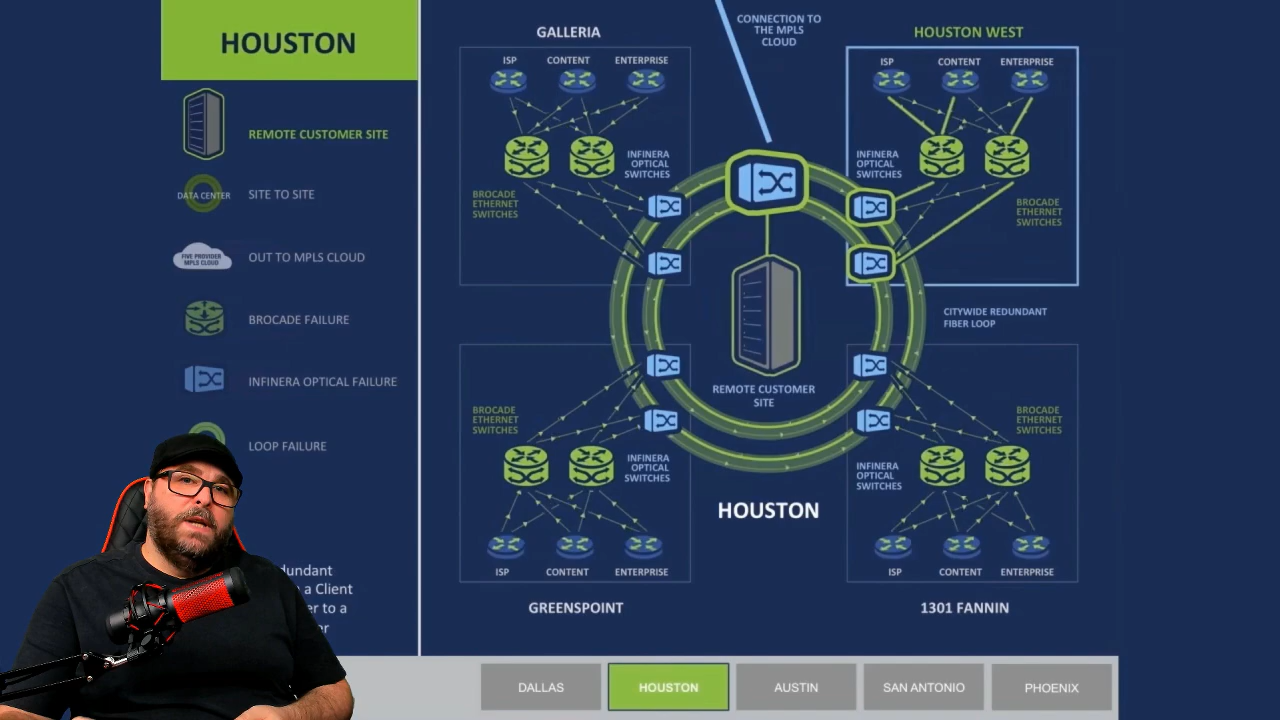 HOUSTON
REMOTE CUSTOMER SITE
DATA CENTER
SITE TO SITE
FIVE PROVIDER
MPLS CLOUD
OUT TO MPLS CLOUD
BROCADE FAILURE
INFINERA OPTICAL FAILURE
LOOP FAILURE
dundant
a Client
er to a
er
CONNECTION TO
THE MPLS
CLOUD
GALLERIA
ISP
CONTENT
ENTERPRISE
INFINERA
OPTICAL
SWITCHES
BROCADE
ETHERNET
SWITCHES
HOUSTON WEST
ISP
CONTENT
ENTERPRISE
INFINERA
OPTICAL
SWITCHES
BROCADE
ETHERNET
SWITCHES
CITYWIDE REDUNDANT
FIBER LOOP
REMOTE CUSTOMER
SITE
BROCADE
ETHERNET
SWITCHES
INFINERA
OPTICAL
SWITCHES
ISP
CONTENT
ENTERPRISE
GREENSPOINT
HOUSTON
BROCADE
ETHERNET
SWITCHES
INFINERA
OPTICAL
SWITCHES
ISP
CONTENT
ENTERPRISE
1301 FANNIN
DALLAS
HOUSTON
AUSTIN
SAN ANTONIO
PHOENIX